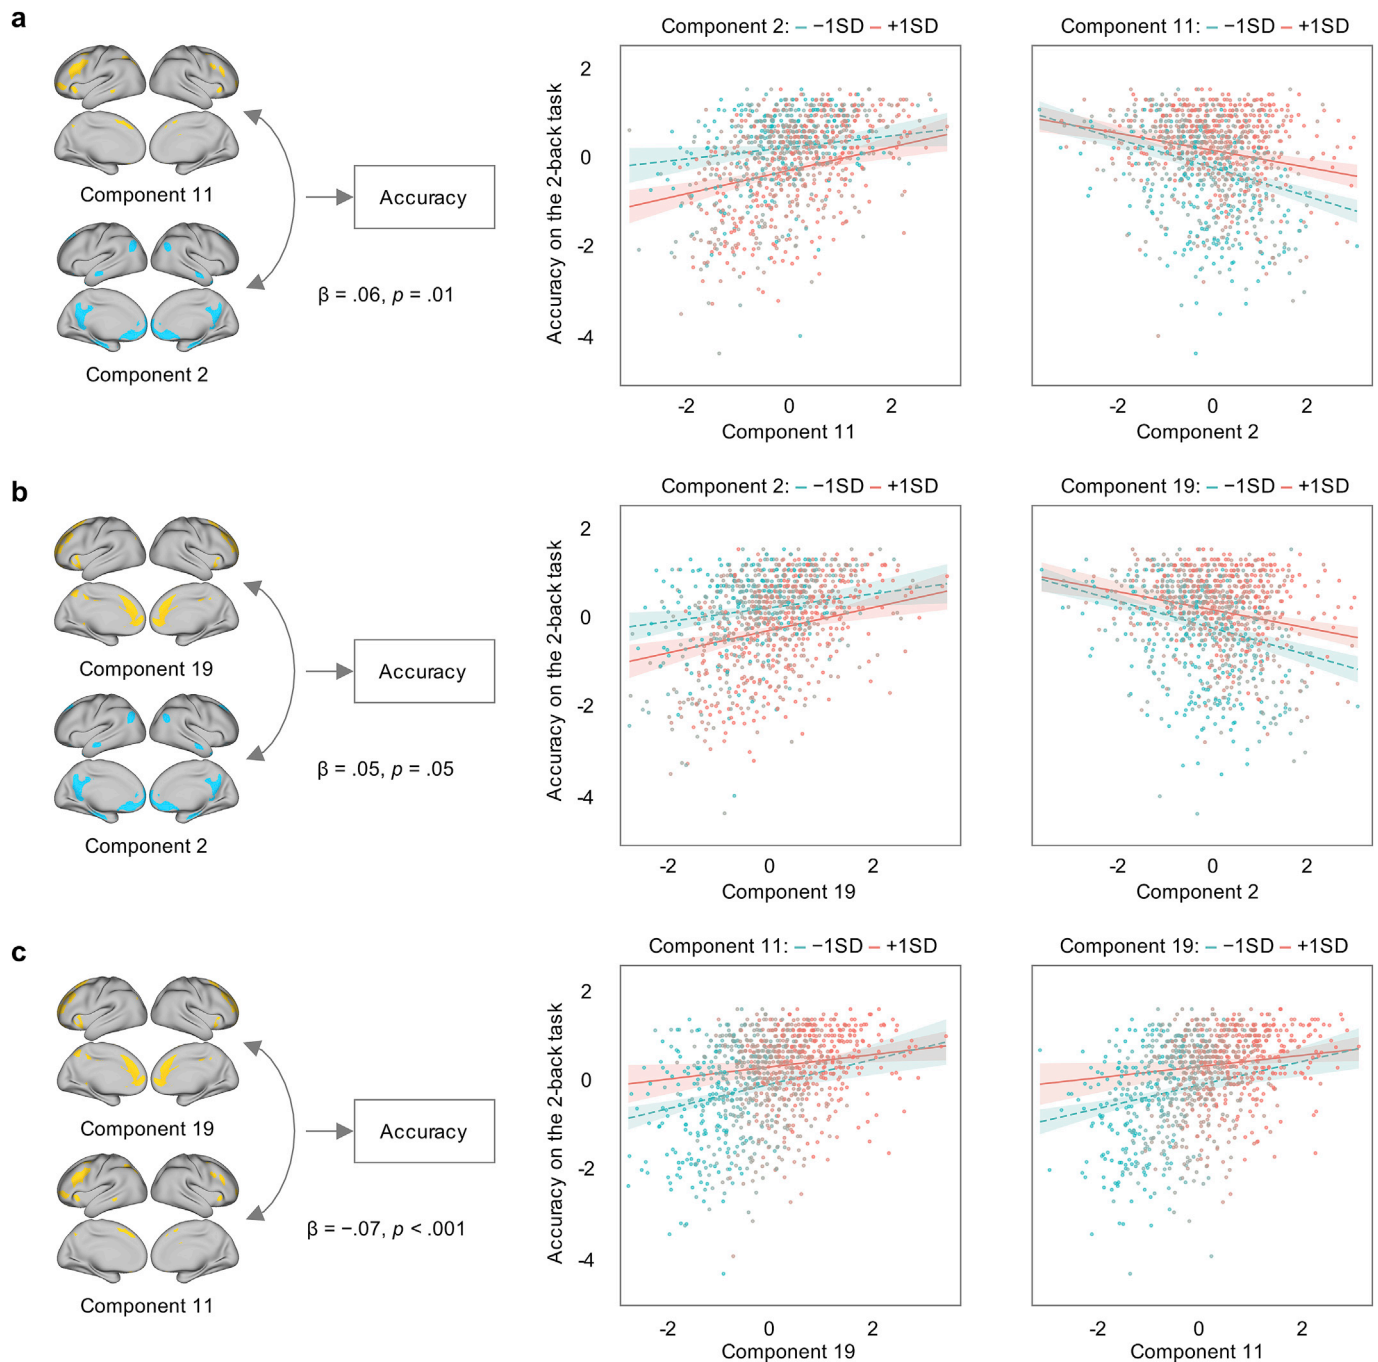 a
Component 11
Component 2
Accuracy
β = .06, p = .01
Component 2: −1SD +1SD
Accuracy on the 2-back task
2
0
-2
-4
-2 0 2
Component 11
Component 11: −1SD +1SD
-2 0 2
Component 2
b
Component 19
Component 2
Accuracy
β = .05, p = .05
Component 2: −1SD +1SD
Accuracy on the 2-back task
2
0
-2
-4
-2 0 2
Component 19
Component 19: −1SD +1SD
-2 0 2
Component 2
c
Component 19
Component 11
Accuracy
β = −.07, p < .001
Component 11: −1SD +1SD
Accuracy on the 2-back task
2
0
-2
-4
-2 0 2
Component 19
Component 19: −1SD +1SD
-2 0 2
Component 11